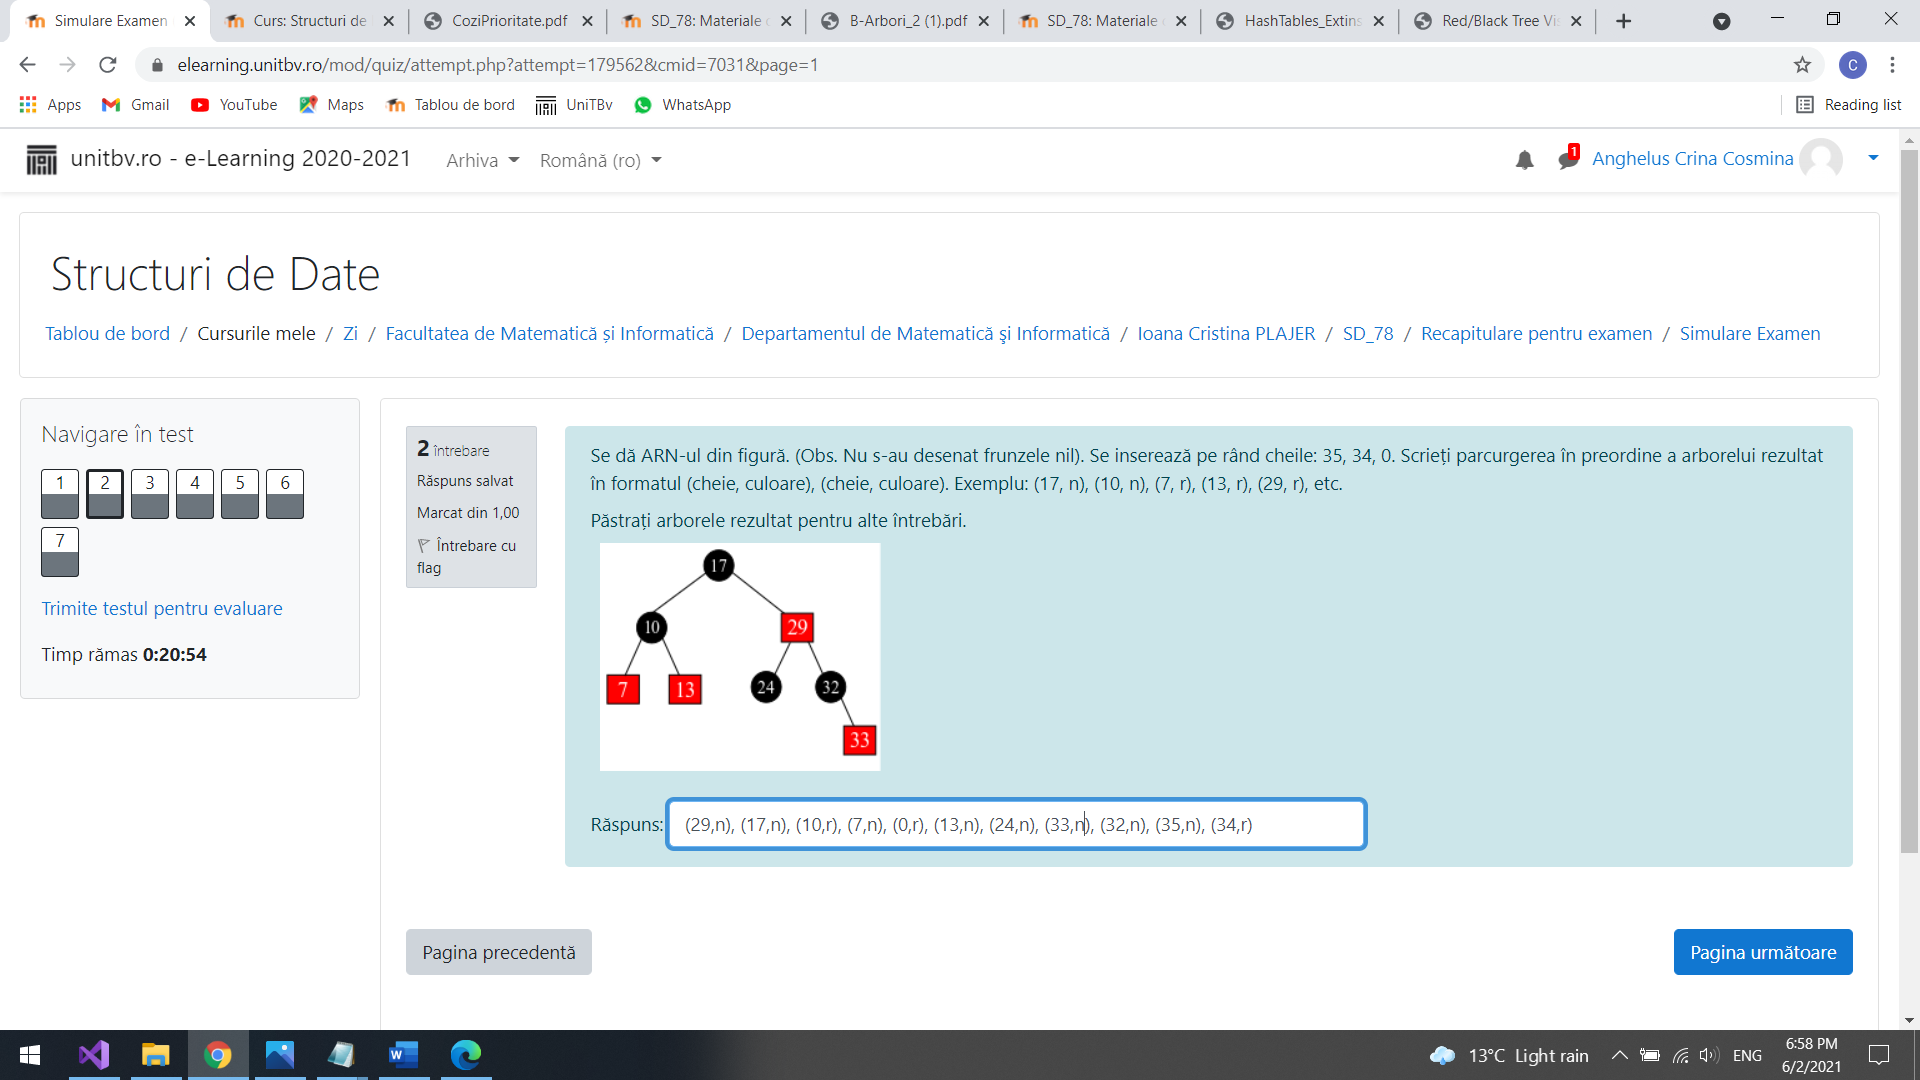 Simulare Examen
Curs: Structuri de
CoziPrioritate.pdf
SD_78: Materiale
B-Arbori_2 (1).pdf
SD_78: Materiale
HashTables_Extins
Red/Black Tree Vi
elearning.unitbv.ro/mod/quiz/attempt.php?attempt=179562&cmid=7031&page=1
C
Apps
Gmail
YouTube
Maps
Tablou de bord
UniTBv
WhatsApp
Reading list
unitbv.ro - e-Learning 2020-2021
Arhiva
Română (ro)
1
Anghelus Crina Cosmina
Structuri de Date
Tablou de bord / Cursurile mele / Zi / Facultatea de Matematică și Informatică / Departamentul de Matematică şi Informatică / Ioana Cristina PLAJER / SD_78 / Recapitulare pentru examen / Simulare Examen
Navigare în test
1 2 3 4 5 6
7
Trimite testul pentru evaluare
Timp rămas 0:20:54
2 întrebare
Răspuns salvat
Marcat din 1,00
Întrebare cu
flag
Se dă ARN-ul din figură. (Obs. Nu s-au desenat frunzele nil). Se inserează pe rând cheile: 35, 34, 0. Scrieți parcurgerea în preordine a arborelui rezultat
în formatul (cheie, culoare), (cheie, culoare). Exemplu: (17, n), (10, n), (7, r), (13, r), (29, r), etc.
Păstrați arborele rezultat pentru alte întrebări.
17
10 29
7 13 24 32
33
Răspuns: (29,n), (17,n), (10,r), (7,n), (0,r), (13,n), (24,n), (33,n), (32,n), (35,n), (34,r)
Pagina precedentă
Pagina următoare
W
13°C Light rain
ENG
6:58 PM
6/2/2021